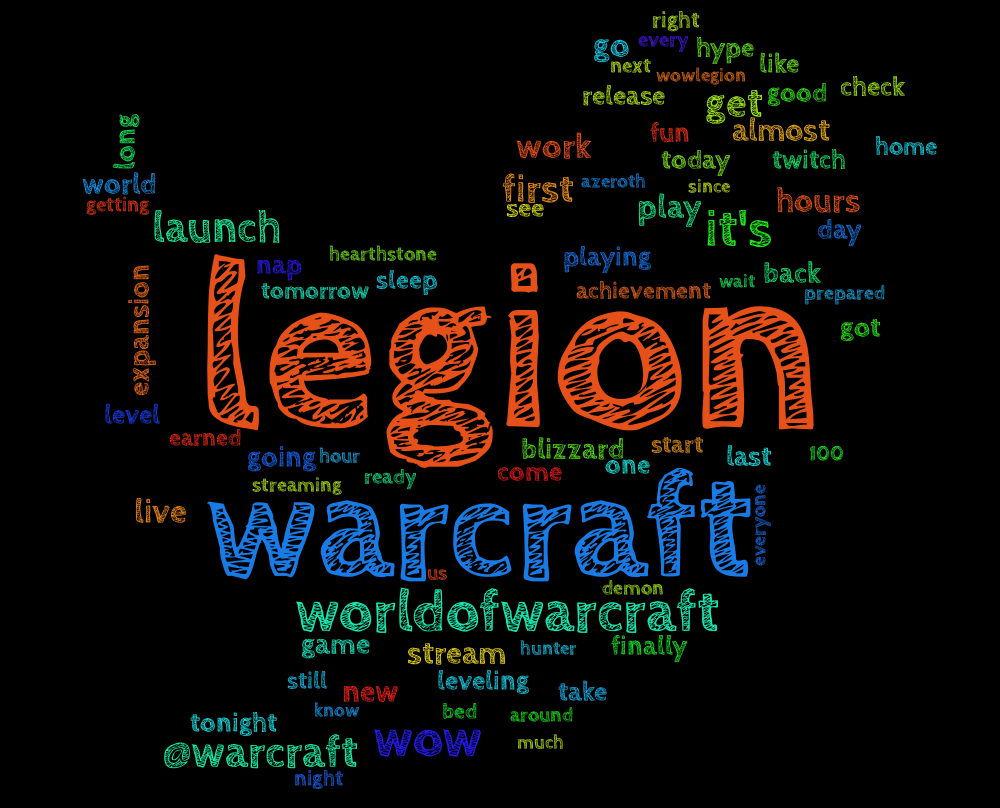 right
go every hype
next wowlegion like
release get good check
long work fun almost
today twitch home
world first azeroth since
getting see play hours
launch it's day
hearthstone playing
nap tomorrow sleep achievement wait back prepared
expansion legion got
level
earned blizzard start
going hour come one last 100
streaming ready
live warcraft everyone
us
demon
worldofwarcraft
game stream hunter finally
still new leveling take
know bed around
tonight
@warcraft wow much
night